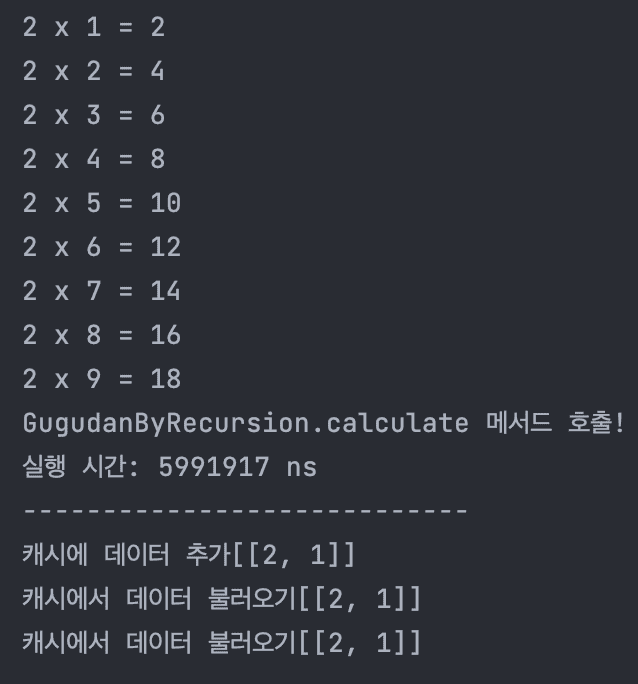 2 x 1 = 2
2 x 2 = 4
2 x 3 = 6
2 x 4 = 8
2 x 5 = 10
2 x 6 = 12
2 x 7 = 14
2 x 8 = 16
2 x 9 = 18
GugudanByRecursion.calculate 메서드 호출!
실행 시간: 5991917 ns
----------------------------
캐시에 데이터 추가[[2, 1]]
캐시에서 데이터 불러오기[[2, 1]]
캐시에서 데이터 불러오기[[2, 1]]